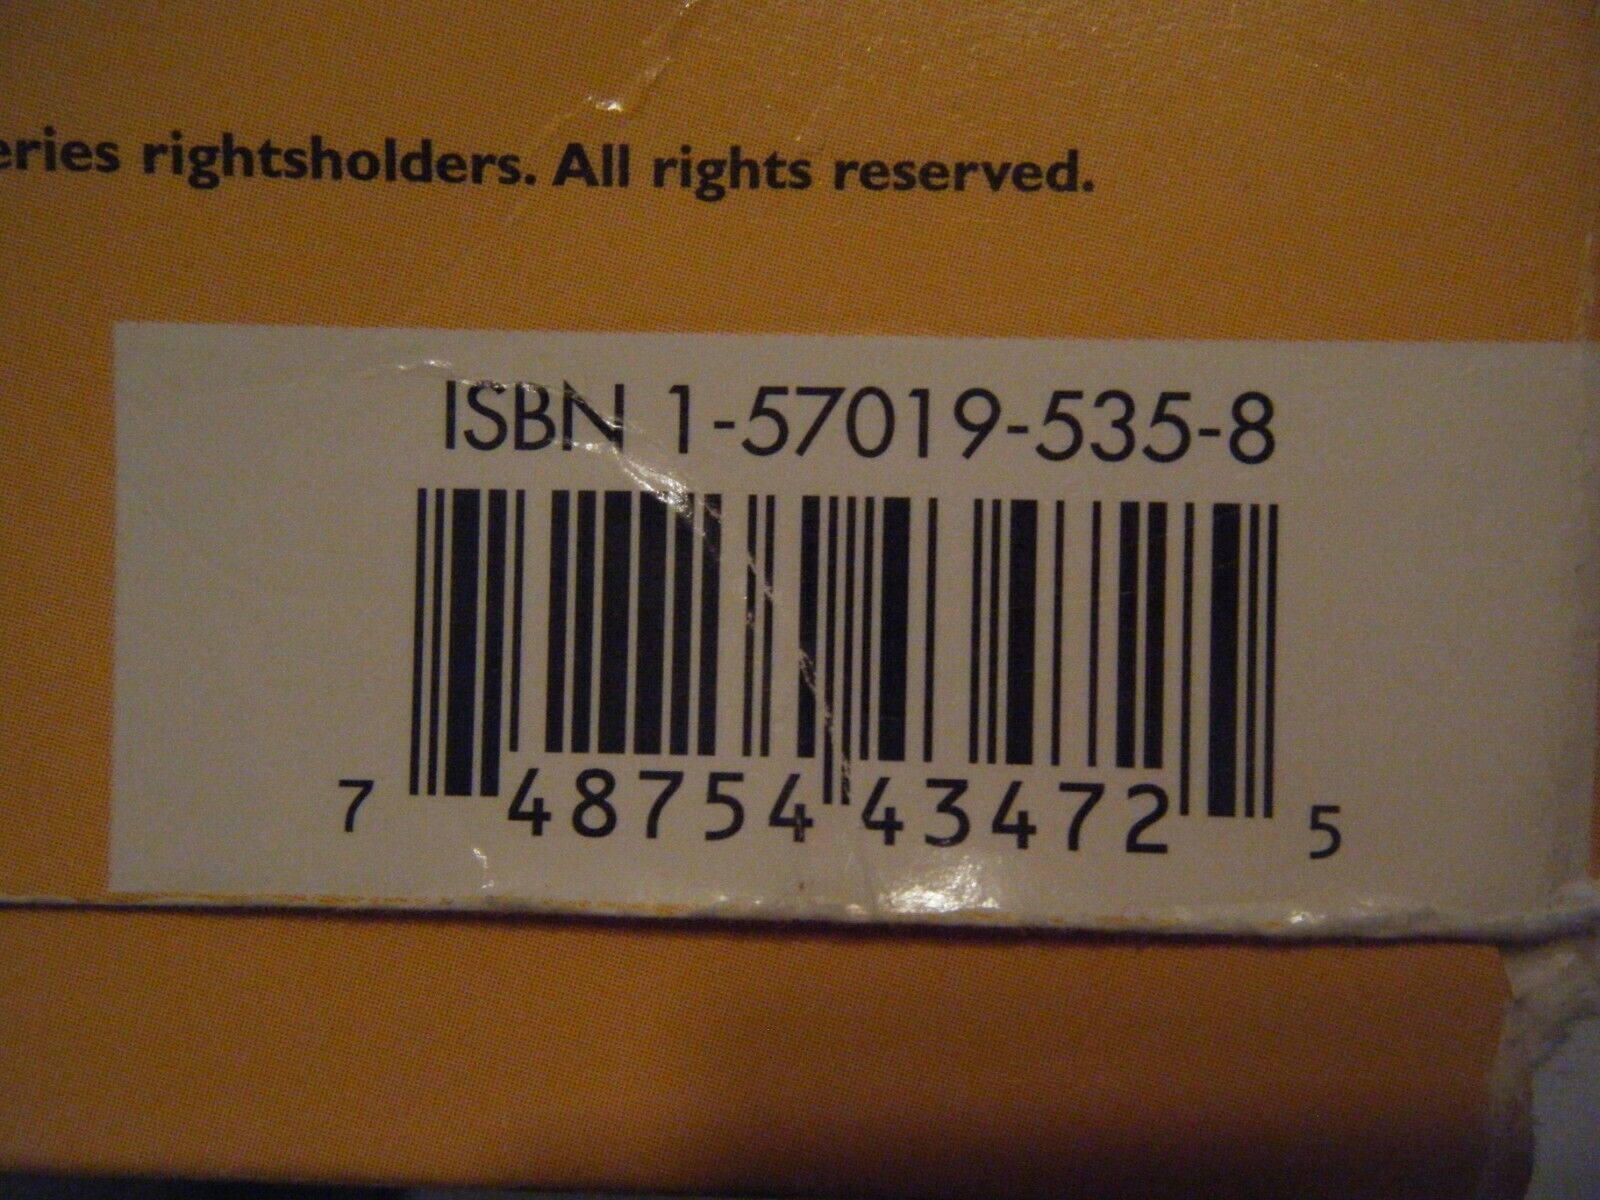 eries rightsholders. All rights reserved.
ISBN 1-57019-535-8
7 48754 43472 5